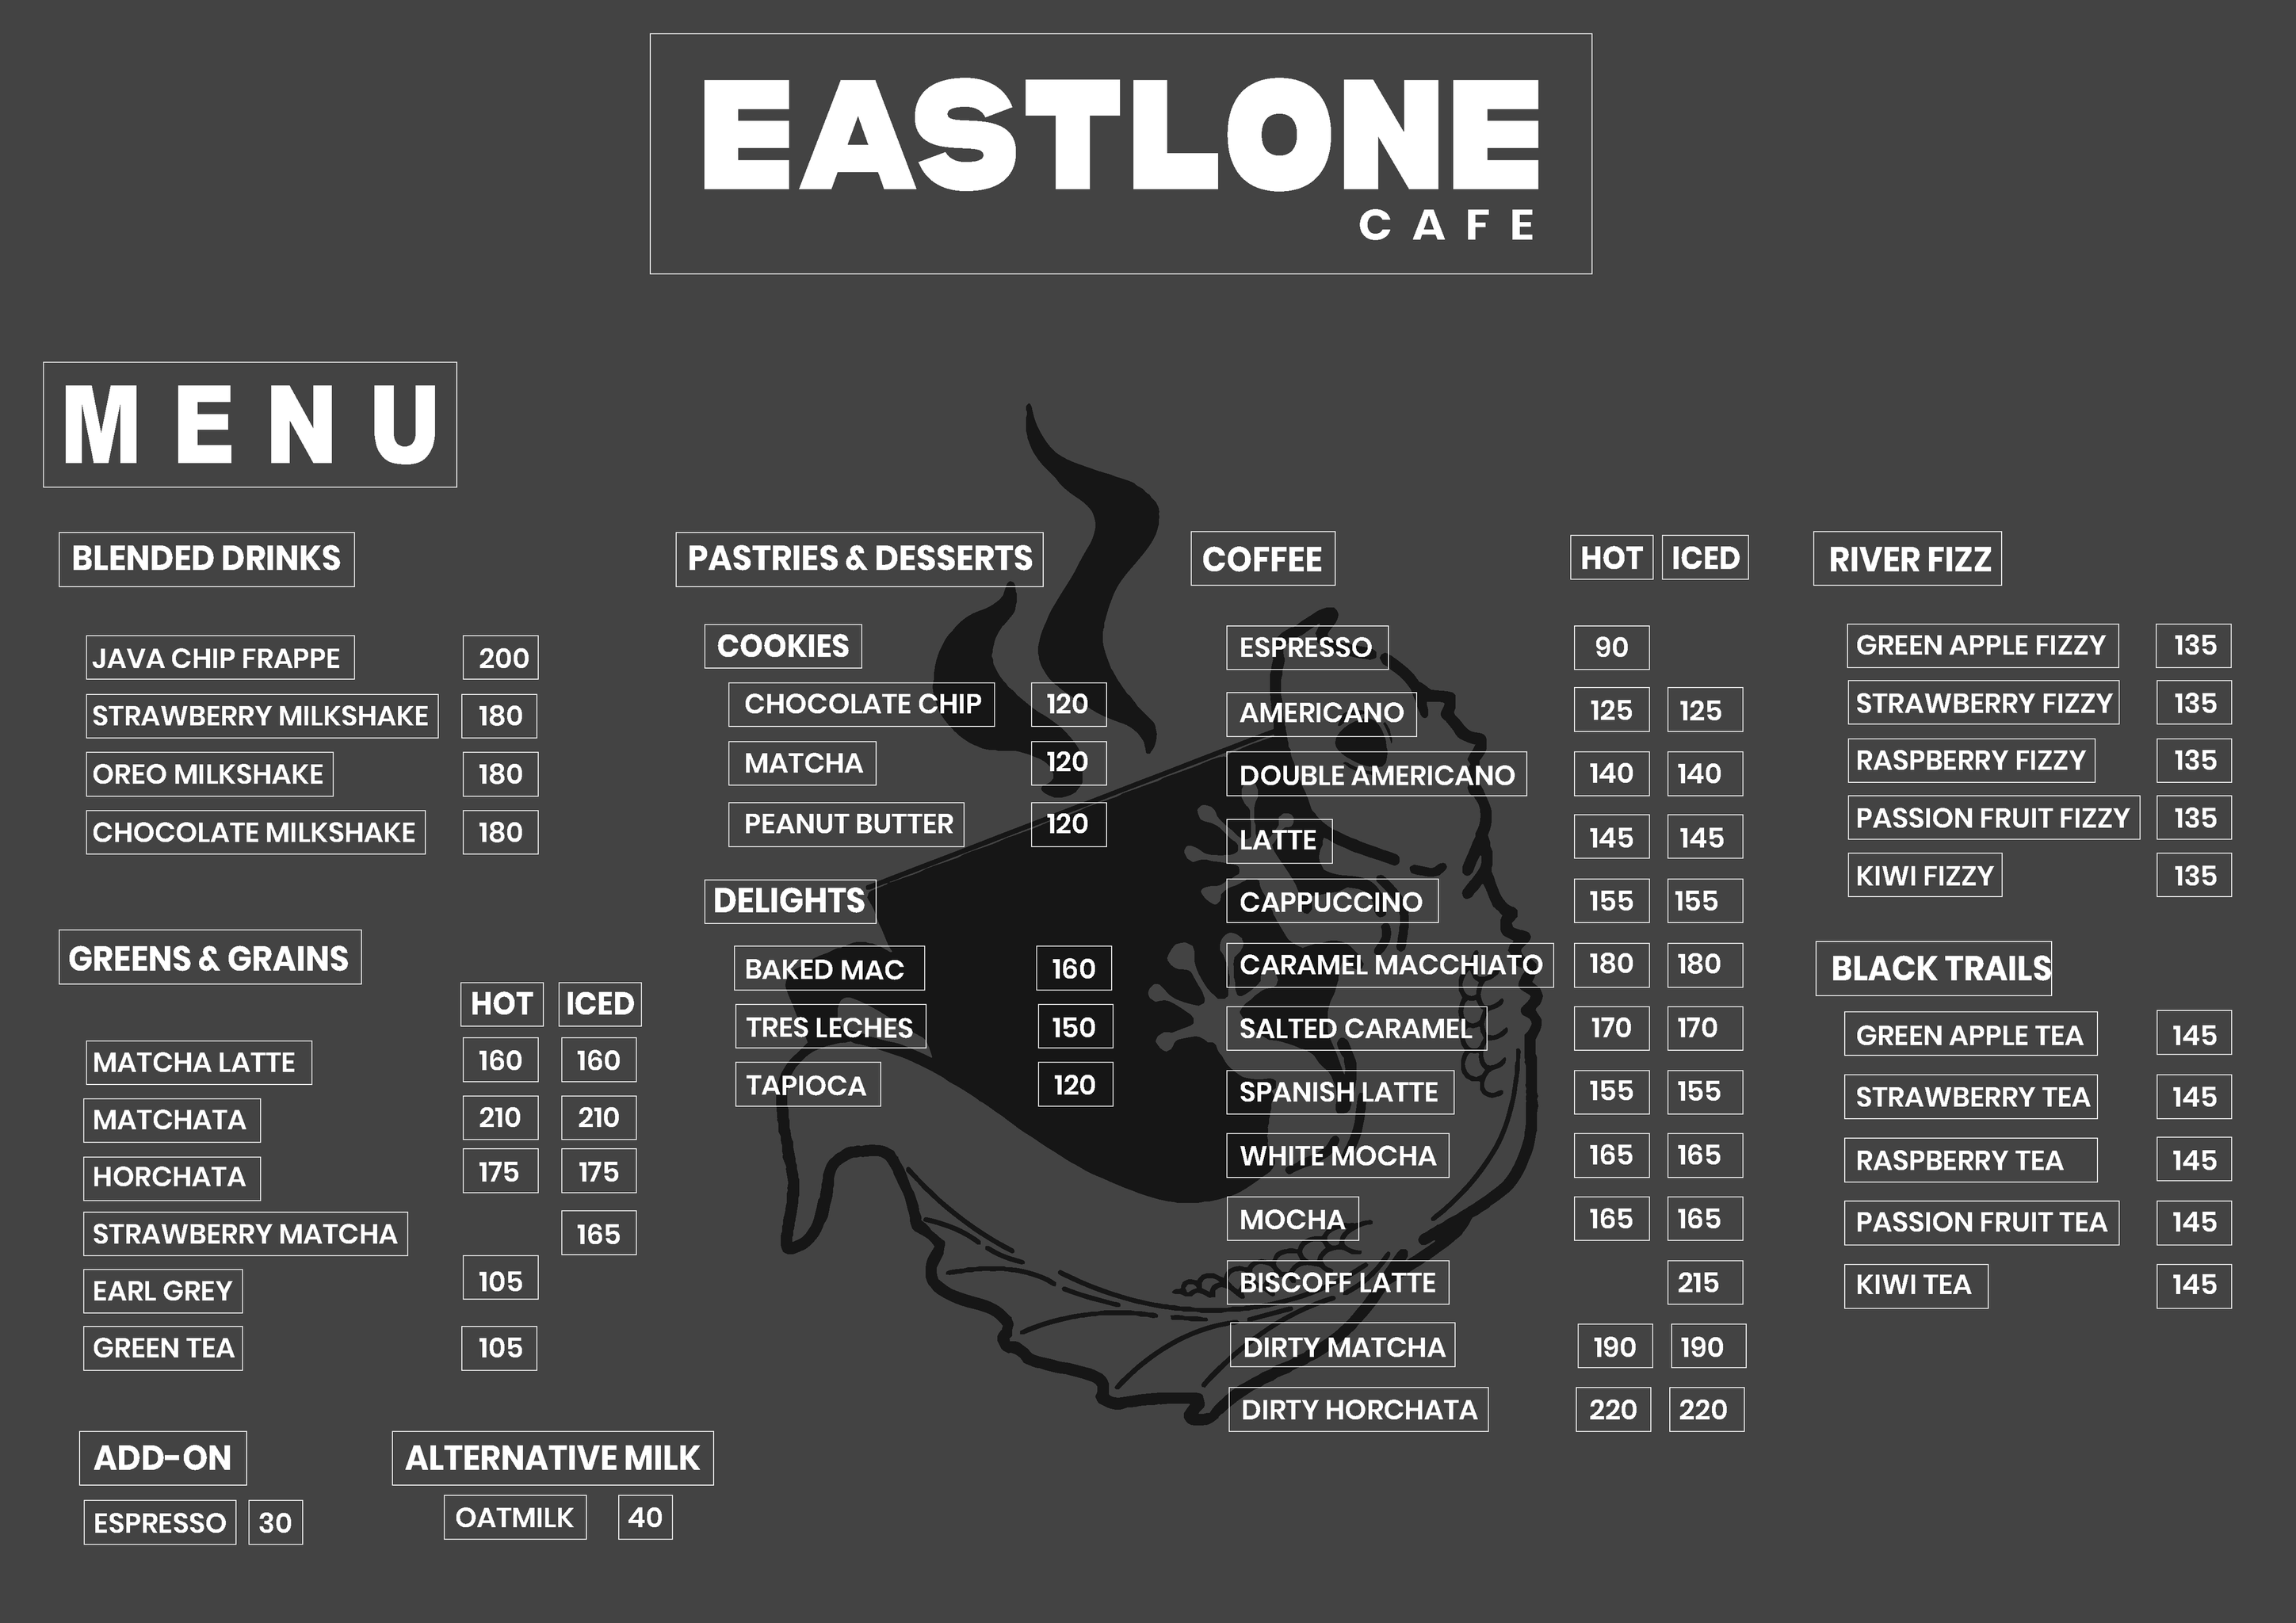 EASTLONE
CAFE
MENU
BLENDED DRINKS
JAVA CHIP FRAPPE 200
STRAWBERRY MILKSHAKE 180
OREO MILKSHAKE 180
CHOCOLATE MILKSHAKE 180
GREENS & GRAINS
HOT ICED
MATCHA LATTE 160 160
MATCHATA 210 210
HORCHATA 175 175
STRAWBERRY MATCHA 165
EARL GREY 105
GREEN TEA 105
ADD-ON
ESPRESSO 30
ALTERNATIVE MILK
OATMILK 40
PASTRIES & DESSERTS
COOKIES
CHOCOLATE CHIP 120
MATCHA 120
PEANUT BUTTER 120
DELIGHTS
BAKED MAC 160
TRES LECHES 150
TAPIOCA 120
COFFEE HOT ICED
ESPRESSO 90
AMERICANO 125 125
DOUBLE AMERICANO 140 140
LATTE 145 145
CAPPUCCINO 155 155
CARAMEL MACCHIATO 180 180
SALTED CARAMEL 170 170
SPANISH LATTE 155 155
WHITE MOCHA 165 165
MOCHA 165 165
BISCOFF LATTE 215
DIRTY MATCHA 190 190
DIRTY HORCHATA 220 220
RIVER FIZZ
GREEN APPLE FIZZY 135
STRAWBERRY FIZZY 135
RASPBERRY FIZZY 135
PASSION FRUIT FIZZY 135
KIWI FIZZY 135
BLACK TRAILS
GREEN APPLE TEA 145
STRAWBERRY TEA 145
RASPBERRY TEA 145
PASSION FRUIT TEA 145
KIWI TEA 145